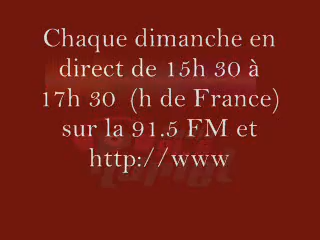 Chaque dimanche en
direct de 15h 30 à
17h 30 (h de France)
sur la 91.5 FM et
http://www